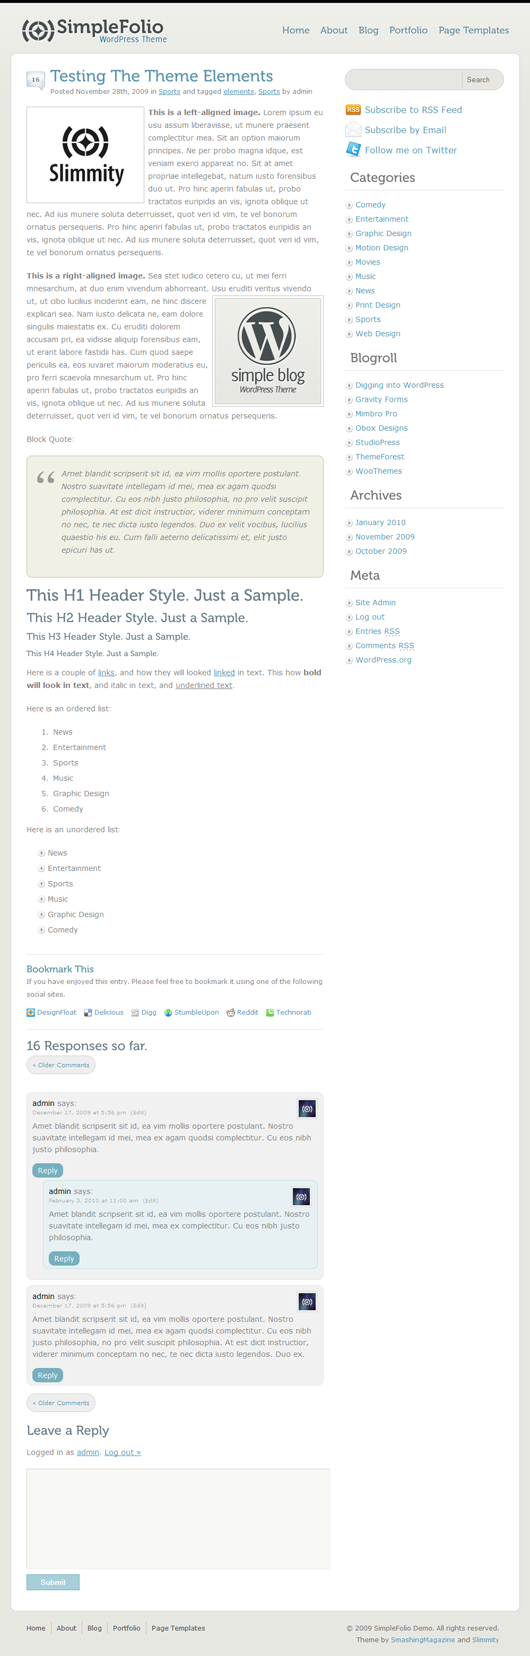 SimpleFolio
WordPress Theme
Home About Blog Portfolio Page Templates
16
Testing The Theme Elements
Posted November 28th, 2009 in Sports and tagged elements, Sports by admin
Slimmity
This is a left-aligned image. Lorem ipsum eu
usu assum liberavisse, ut munere praesent
complectitur mea. Sit an option maiorum
principes. Ne per probo magna idque, est
veniam exerci appareat no. Sit at amet
propriae intellegebat, natum iusto forensibus
duo ut. Pro hinc aperiri fabulas ut, probo
tractatos euripidis an vis, ignota oblique ut
nec. Ad ius munere soluta deterruisset, quot veri id vim, te vel bonorum
ornatus persequeris. Pro hinc aperiri fabulas ut, probo tractatos euripidis an
vis, ignota oblique ut nec. Ad ius munere soluta deterruisset, quot veri id vim,
te vel bonorum ornatus persequeris.
This is a right-aligned image. Sea stet iudico cetero cu, ut mei ferri
mnesarchum, at duo enim vivendum abhorreant. Usu eruditi veritus vivendo
ut, ut cibo lucilius inciderint eam, ne hinc discere
explicari sea. Nam iusto delicata ne, eam dolore
singulis maiestatis ex. Cu eruditi dolorem
accusam pri, ea vidisse aliquip forensibus eam,
ut erant labore fastidii has. Cum quod saepe
periculis ea, eos iuvaret maiorum moderatius eu,
pro ferri scaevola mnesarchum ut. Pro hinc
aperiri fabulas ut, probo tractatos euripidis an
vis, ignota oblique ut nec. Ad ius munere soluta
deterruisset, quot veri id vim, te vel bonorum ornatus persequeris.
simple blog
WordPress Theme
Block Quote:
Amet blandit scripserit sit id, ea vim mollis oportere postulant.
Nostro suavitate intellegam id mei, mea ex agam quodsi
complectitur. Cu eos nibh justo philosophia, no pro velit suscipit
philosophia. At est dicit instructior, viderer minimum conceptam
no nec, te nec dicta iusto legendos. Duo ex velit vocibus, lucilius
quaestio his eu. Cum falli aeterno delicatissimi et, elit justo
epicuri has ut.
This H1 Header Style. Just a Sample.
This H2 Header Style. Just a Sample.
This H3 Header Style. Just a Sample.
This H4 Header Style. Just a Sample.
Here is a couple of links, and how they will looked linked in text. This how bold
will look in text, and italic in text, and underlined text.
Here is an ordered list:
1. News
2. Entertainment
3. Sports
4. Music
5. Graphic Design
6. Comedy
Here is an unordered list:
News
Entertainment
Sports
Music
Graphic Design
Comedy
Bookmark This
If you have enjoyed this entry. Please feel free to bookmark it using one of the following
social sites.
DesignFloat Delicious Digg StumbleUpon Reddit Technorati
16 Responses so far.
« Older Comments
admin says:
December 17, 2009 at 5:56 pm (Edit)
Amet blandit scripserit sit id, ea vim mollis oportere postulant. Nostro
suavitate intellegam id mei, mea ex agam quodsi complectitur. Cu eos nibh
justo philosophia.
Reply
admin says:
February 3, 2010 at 11:00 am (Edit)
Amet blandit scripserit sit id, ea vim mollis oportere postulant. Nostro
suavitate intellegam id mei, mea ex complectitur. Cu eos nibh justo
philosophia.
Reply
admin says:
December 17, 2009 at 5:56 pm (Edit)
Amet blandit scripserit sit id, ea vim mollis oportere postulant. Nostro
suavitate intellegam id mei, mea ex agam quodsi complectitur. Cu eos nibh
justo philosophia, no pro velit suscipit philosophia. At est dicit instructior,
viderer minimum conceptam no nec, te nec dicta iusto legendos. Duo ex.
Reply
« Older Comments
Leave a Reply
Logged in as admin. Log out »
Submit
Search
RSS Subscribe to RSS Feed
Subscribe by Email
Follow me on Twitter
Categories
Comedy
Entertainment
Graphic Design
Motion Design
Movies
Music
News
Print Design
Sports
Web Design
Blogroll
Digging into WordPress
Gravity Forms
Mimbro Pro
Obox Designs
StudioPress
ThemeForest
WooThemes
Archives
January 2010
November 2009
October 2009
Meta
Site Admin
Log out
Entries RSS
Comments RSS
WordPress.org
Home About Blog Portfolio Page Templates
© 2009 SimpleFolio Demo. All rights reserved.
Theme by SmashingMagazine and Slimmity